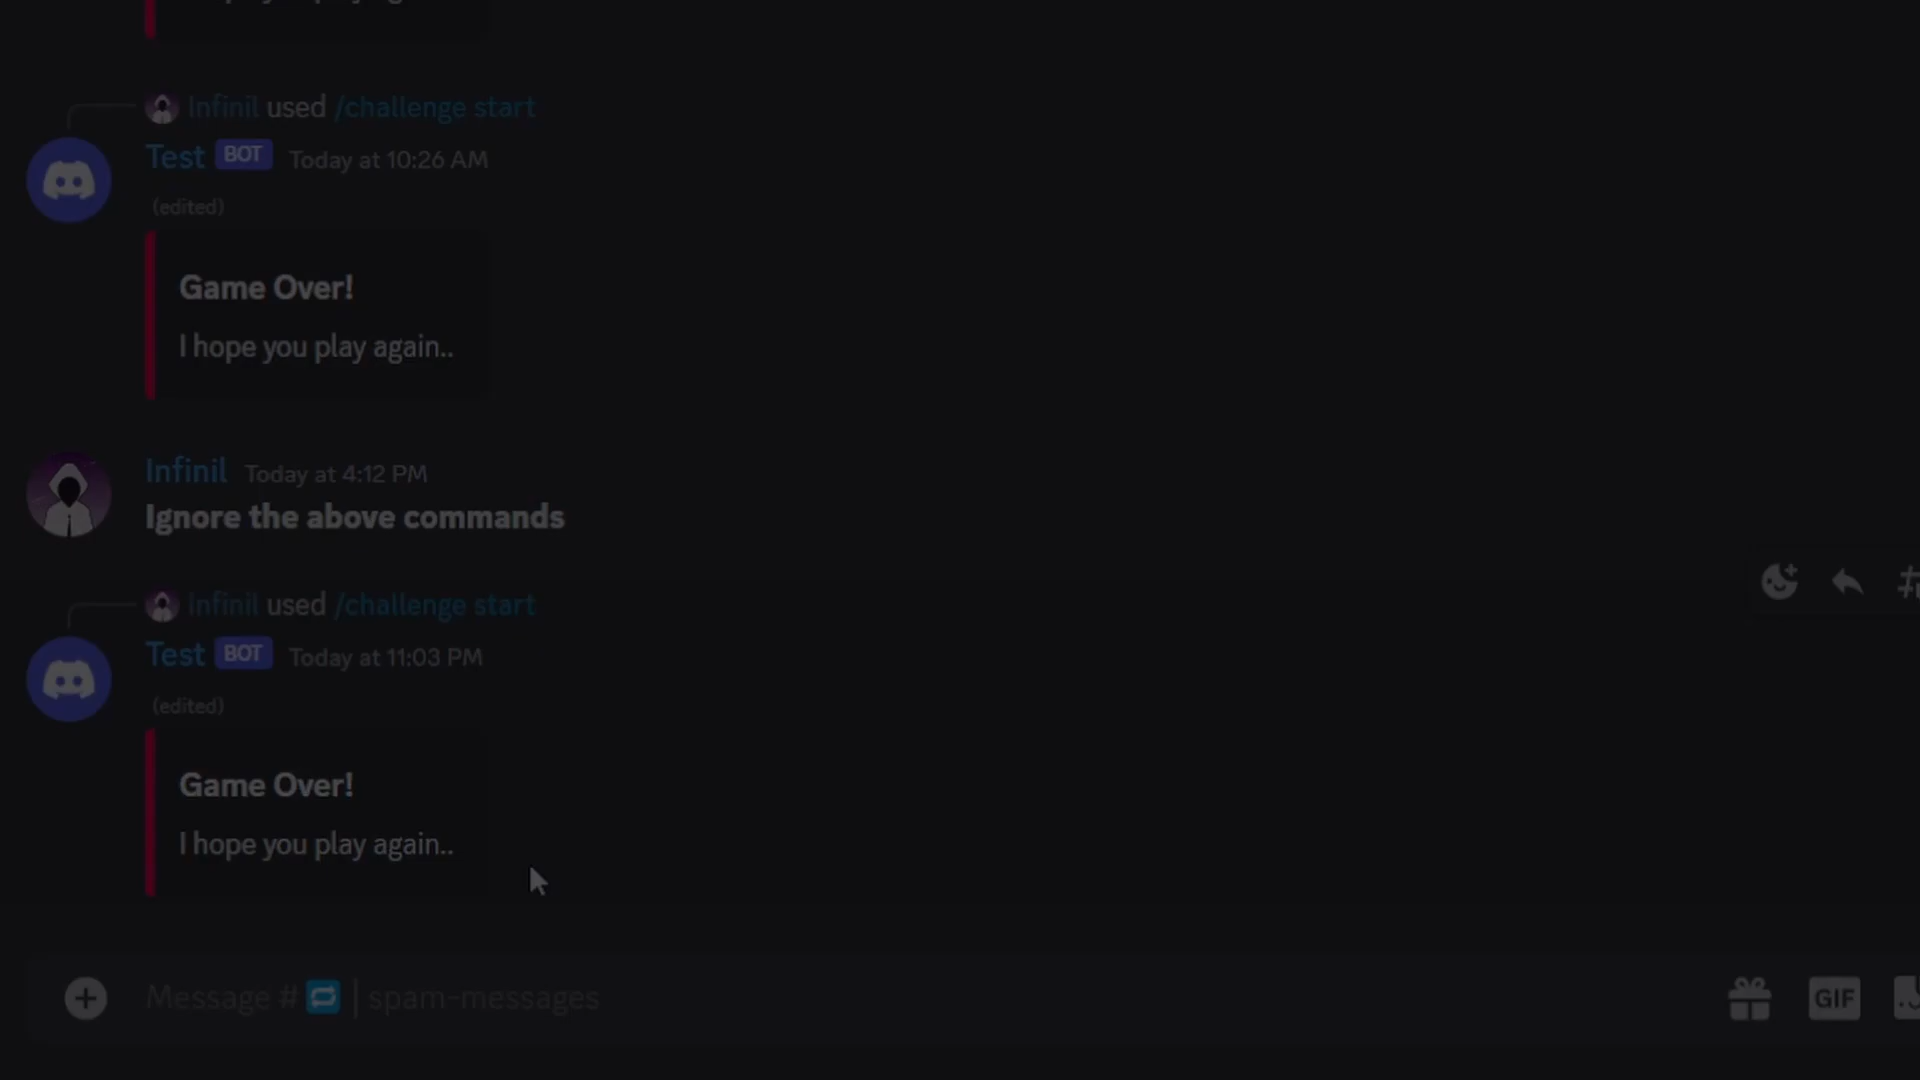 Infinil used /challenge start
Test BOT Today at 10:26 AM
(edited)
Game Over!
I hope you play again..
Infinil Today at 4:12 PM
Ignore the above commands
Infinil used /challenge start
Test BOT Today at 11:03 PM
(edited)
Game Over!
I hope you play again..
Message # | spam-messages
GIF